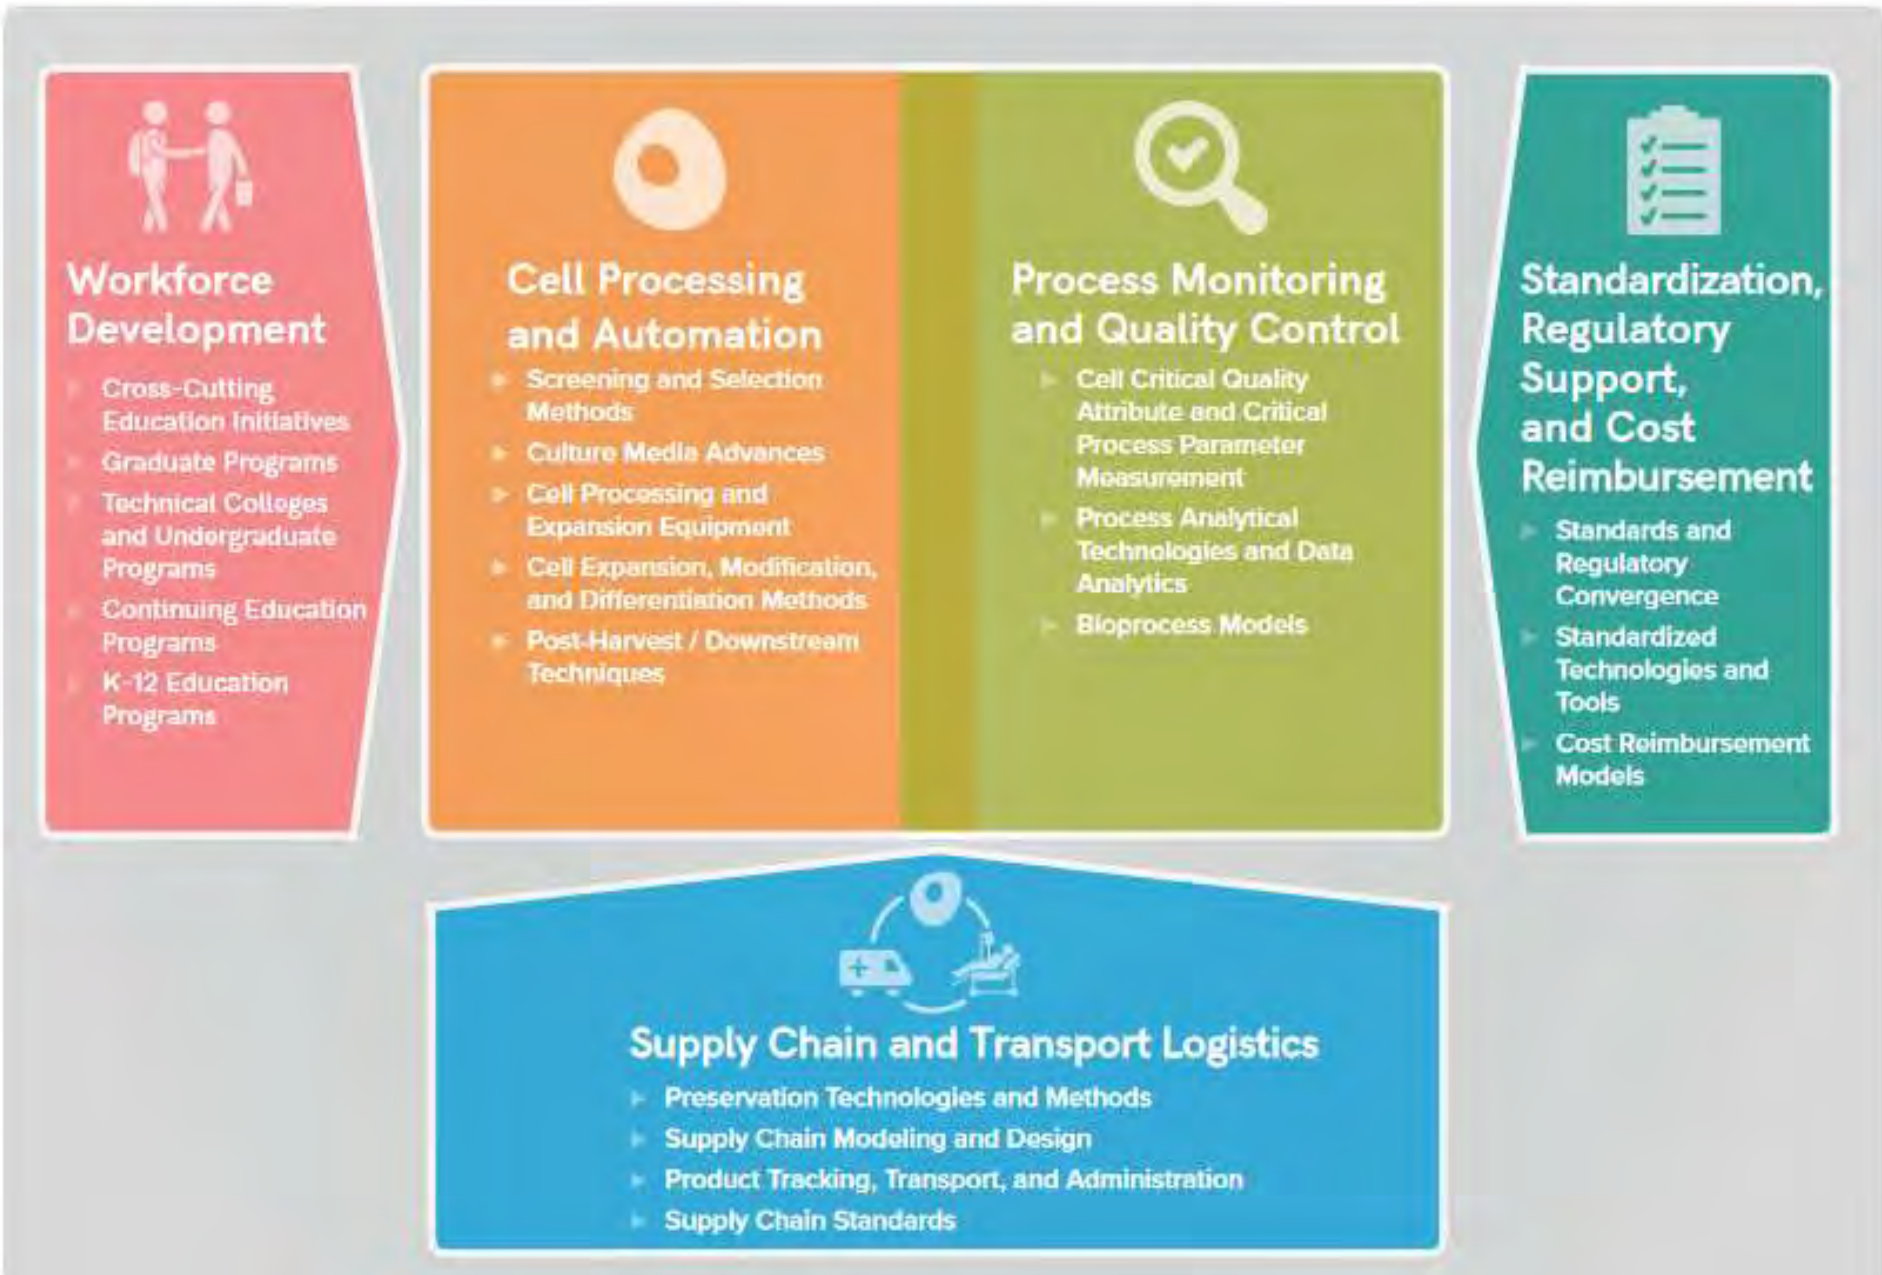 Workforce
Development
Cross-Cutting
Education Initiatives
Graduate Programs
Technical Colleges
and Undergraduate
Programs
Continuing Education
Programs
K-12 Education
Programs
Cell Processing
and Automation
Screening and Selection
Methods
Culture Media Advances
Cell Processing and
Expansion Equipment
Cell Expansion, Modification,
and Differentiation Methods
Post-Harvest / Downstream
Techniques
Process Monitoring
and Quality Control
Cell Critical Quality
Attribute and Critical
Process Parameter
Measurement
Process Analytical
Technologies and Data
Analytics
Bioprocess Models
Standardization,
Regulatory
Support,
and Cost
Reimbursement
Standards and
Regulatory
Convergence
Standardized
Technologies and
Tools
Cost Reimbursement
Models
Supply Chain and Transport Logistics
Preservation Technologies and Methods
Supply Chain Modeling and Design
Product Tracking, Transport, and Administration
Supply Chain Standards